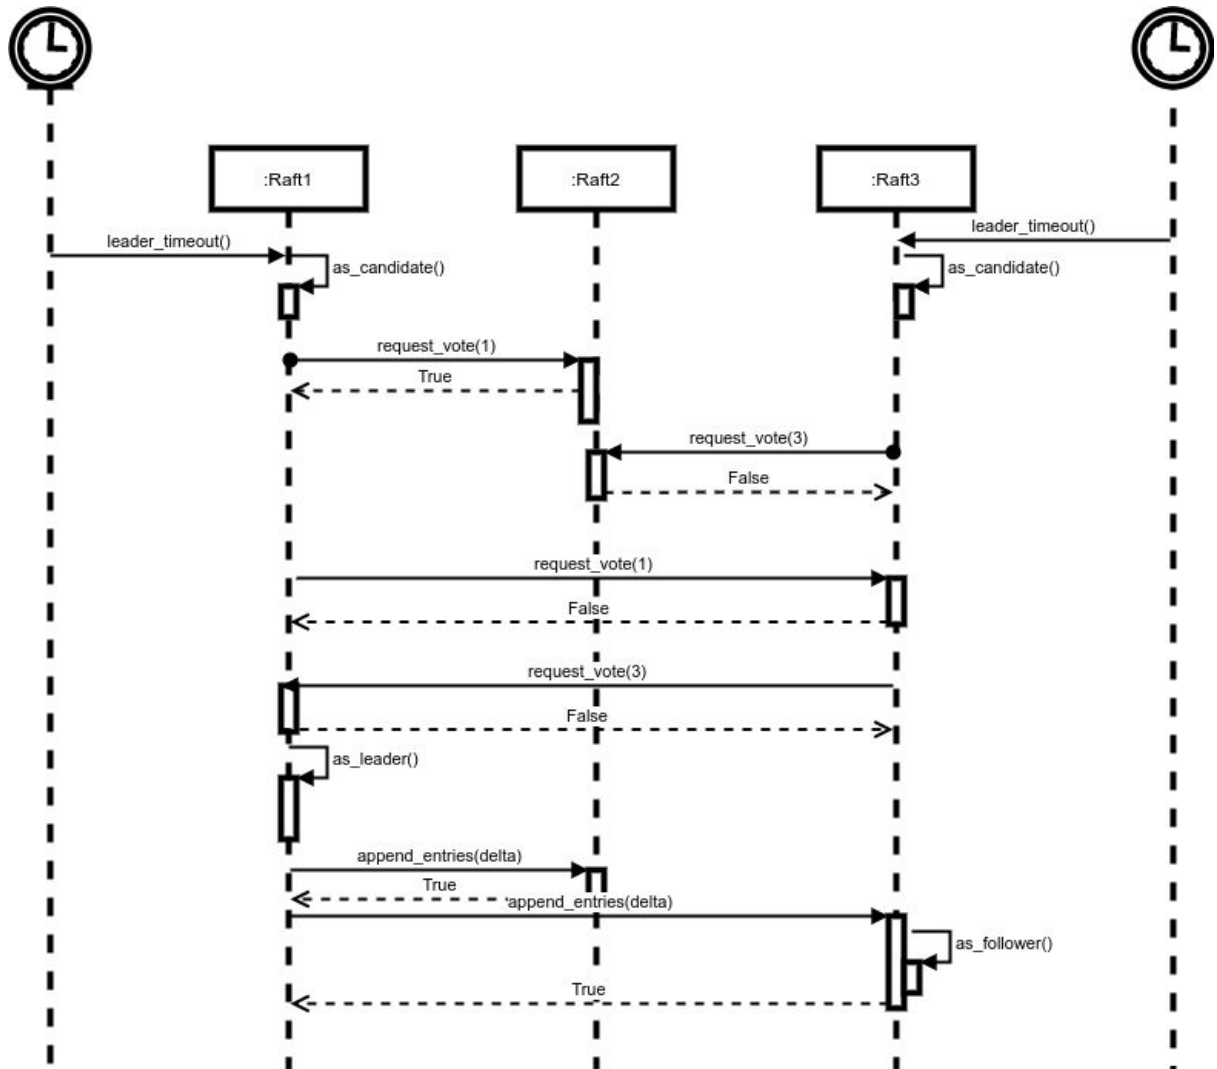 :Raft1
:Raft2
:Raft3
leader_timeout()
leader_timeout()
as_candidate()
as_candidate()
request_vote(1)
True
request_vote(3)
False
request_vote(1)
False
request_vote(3)
False
as_leader()
append_entries(delta)
True
append_entries(delta)
as_follower()
True